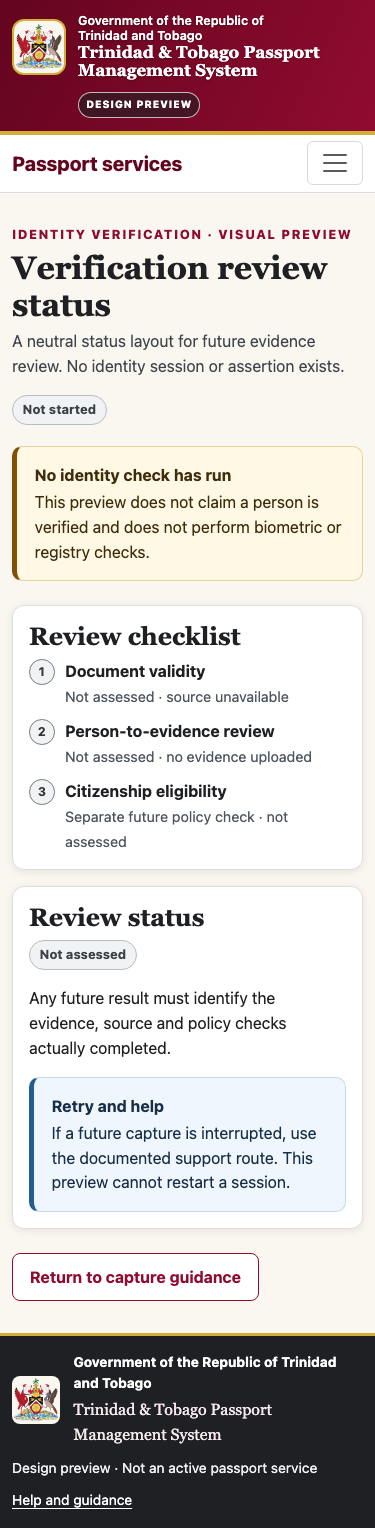 Government of the Republic of
Trinidad and Tobago
Trinidad & Tobago Passport
Management System
DESIGN PREVIEW
Passport services
IDENTITY VERIFICATION · VISUAL PREVIEW
Verification review
status
A neutral status layout for future evidence
review. No identity session or assertion exists.
Not started
No identity check has run
This preview does not claim a person is
verified and does not perform biometric or
registry checks.
Review checklist
1 Document validity
Not assessed · source unavailable
2 Person-to-evidence review
Not assessed · no evidence uploaded
3 Citizenship eligibility
Separate future policy check · not
assessed
Review status
Not assessed
Any future result must identify the
evidence, source and policy checks
actually completed.
Retry and help
If a future capture is interrupted, use
the documented support route. This
preview cannot restart a session.
Return to capture guidance
Government of the Republic of Trinidad
and Tobago
Trinidad & Tobago Passport
Management System
Design preview · Not an active passport service
Help and guidance